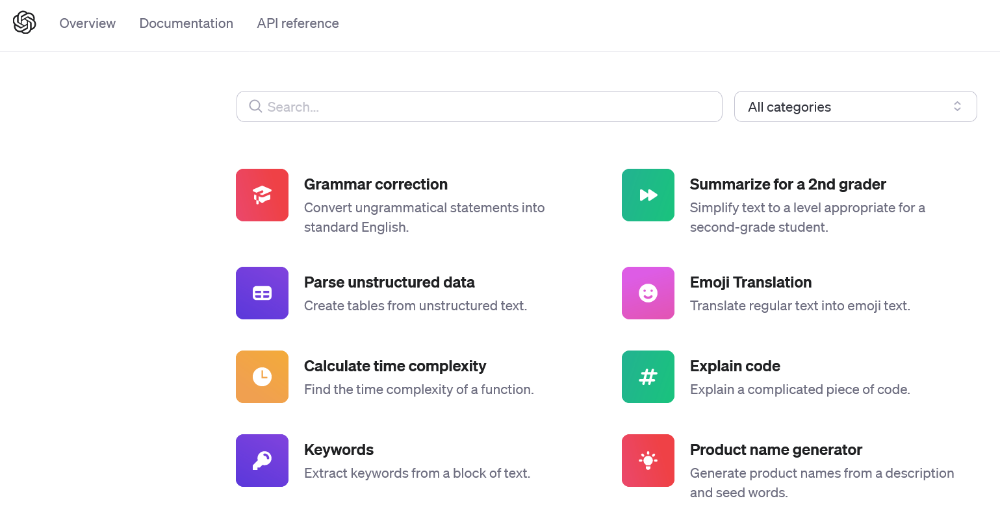 Overview Documentation API reference
Search...
All categories
Grammar correction
Convert ungrammatical statements into
standard English.
Summarize for a 2nd grader
Simplify text to a level appropriate for a
second-grade student.
Parse unstructured data
Create tables from unstructured text.
Emoji Translation
Translate regular text into emoji text.
Calculate time complexity
Find the time complexity of a function.
Explain code
Explain a complicated piece of code.
Keywords
Extract keywords from a block of text.
Product name generator
Generate product names from a description
and seed words.